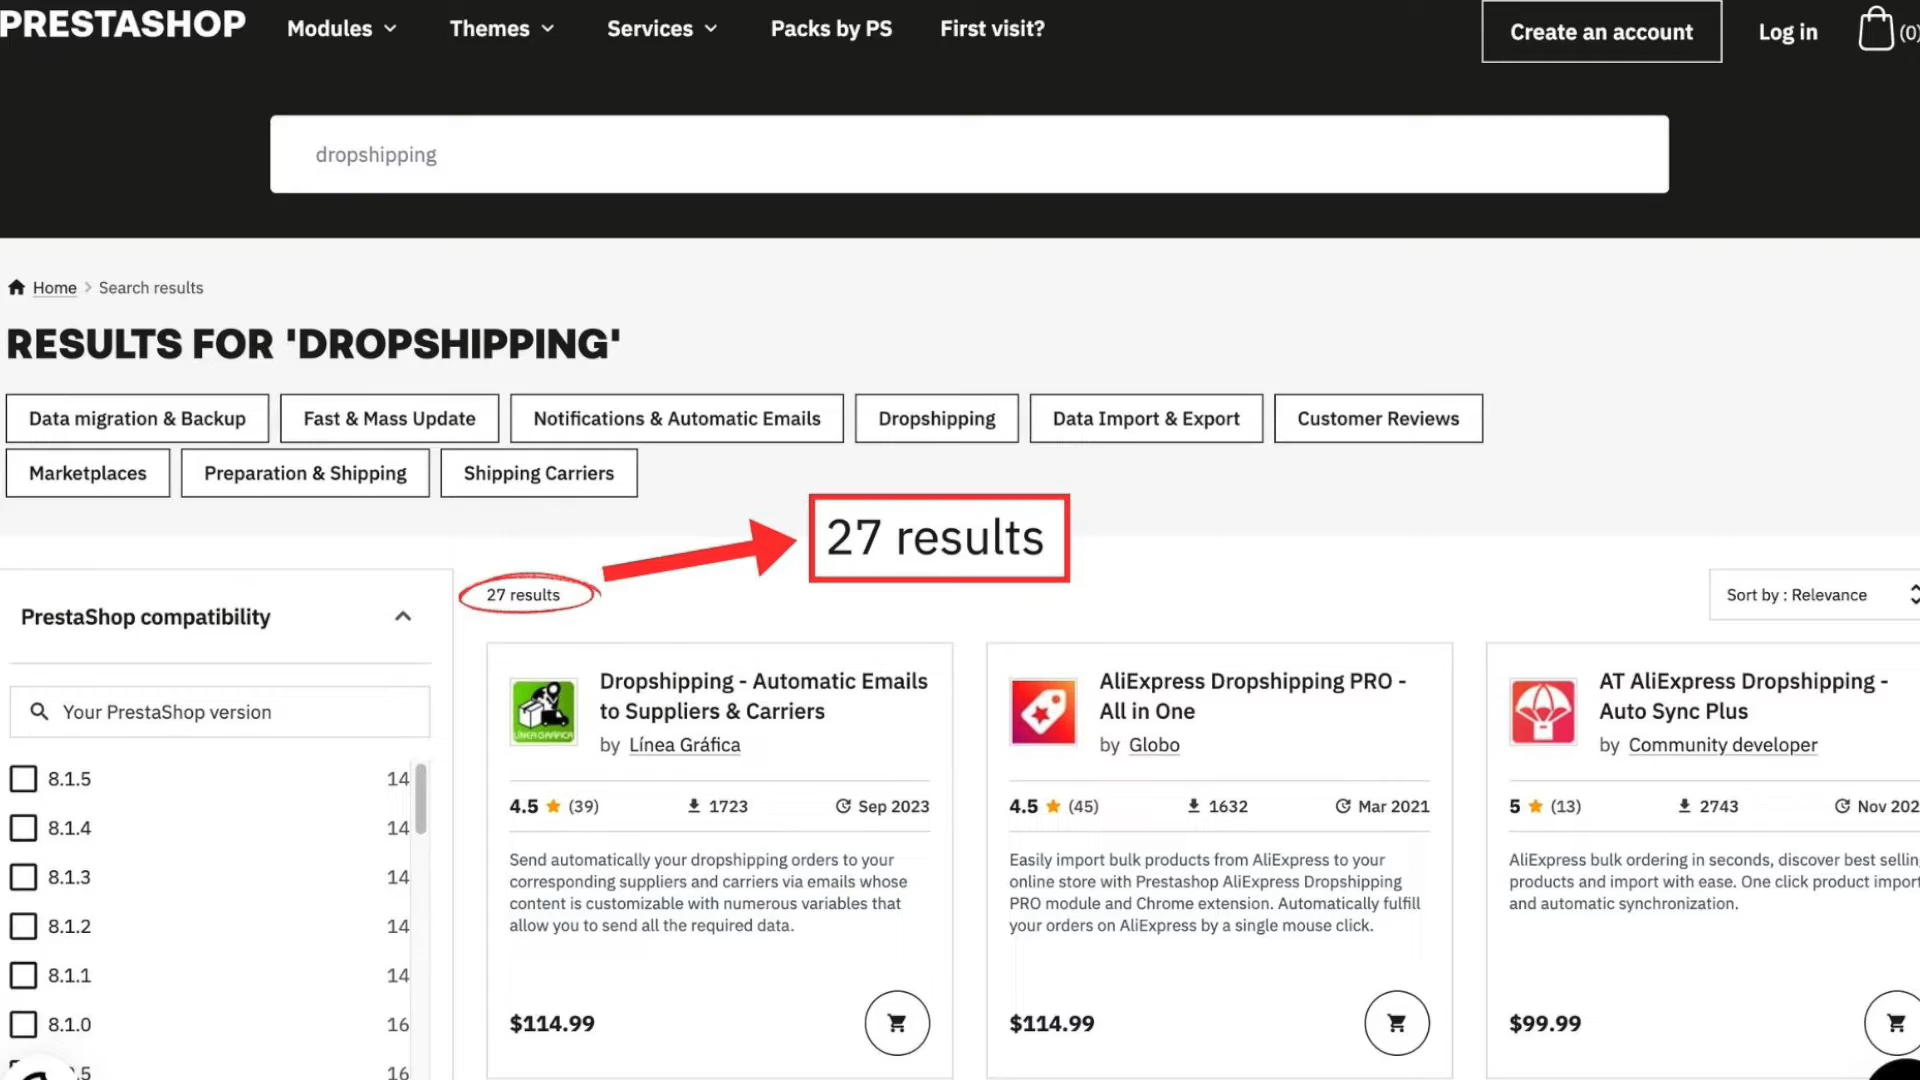 PRESTASHOP
Modules
Themes
Services
Packs by PS
First visit?
Create an account
Log in
(0)
dropshipping
Home > Search results
RESULTS FOR 'DROPSHIPPING'
Data migration & Backup
Fast & Mass Update
Notifications & Automatic Emails
Dropshipping
Data Import & Export
Customer Reviews
Marketplaces
Preparation & Shipping
Shipping Carriers
27 results
27 results
Sort by : Relevance
PrestaShop compatibility
Your PrestaShop version
8.1.5 14
8.1.4 14
8.1.3 14
8.1.2 14
8.1.1 14
8.1.0 16
.5 16
Dropshipping - Automatic Emails
to Suppliers & Carriers
by Línea Gráfica
LINEA GRAFICA
4.5 (39) 1723 Sep 2023
Send automatically your dropshipping orders to your
corresponding suppliers and carriers via emails whose
content is customizable with numerous variables that
allow you to send all the required data.
$114.99
AliExpress Dropshipping PRO -
All in One
by Globo
4.5 (45) 1632 Mar 2021
Easily import bulk products from AliExpress to your
online store with Prestashop AliExpress Dropshipping
PRO module and Chrome extension. Automatically fulfill
your orders on AliExpress by a single mouse click.
$114.99
AT AliExpress Dropshipping -
Auto Sync Plus
by Community developer
5 (13) 2743 Nov 202
AliExpress bulk ordering in seconds, discover best selling
products and import with ease. One click product import
and automatic synchronization.
$99.99